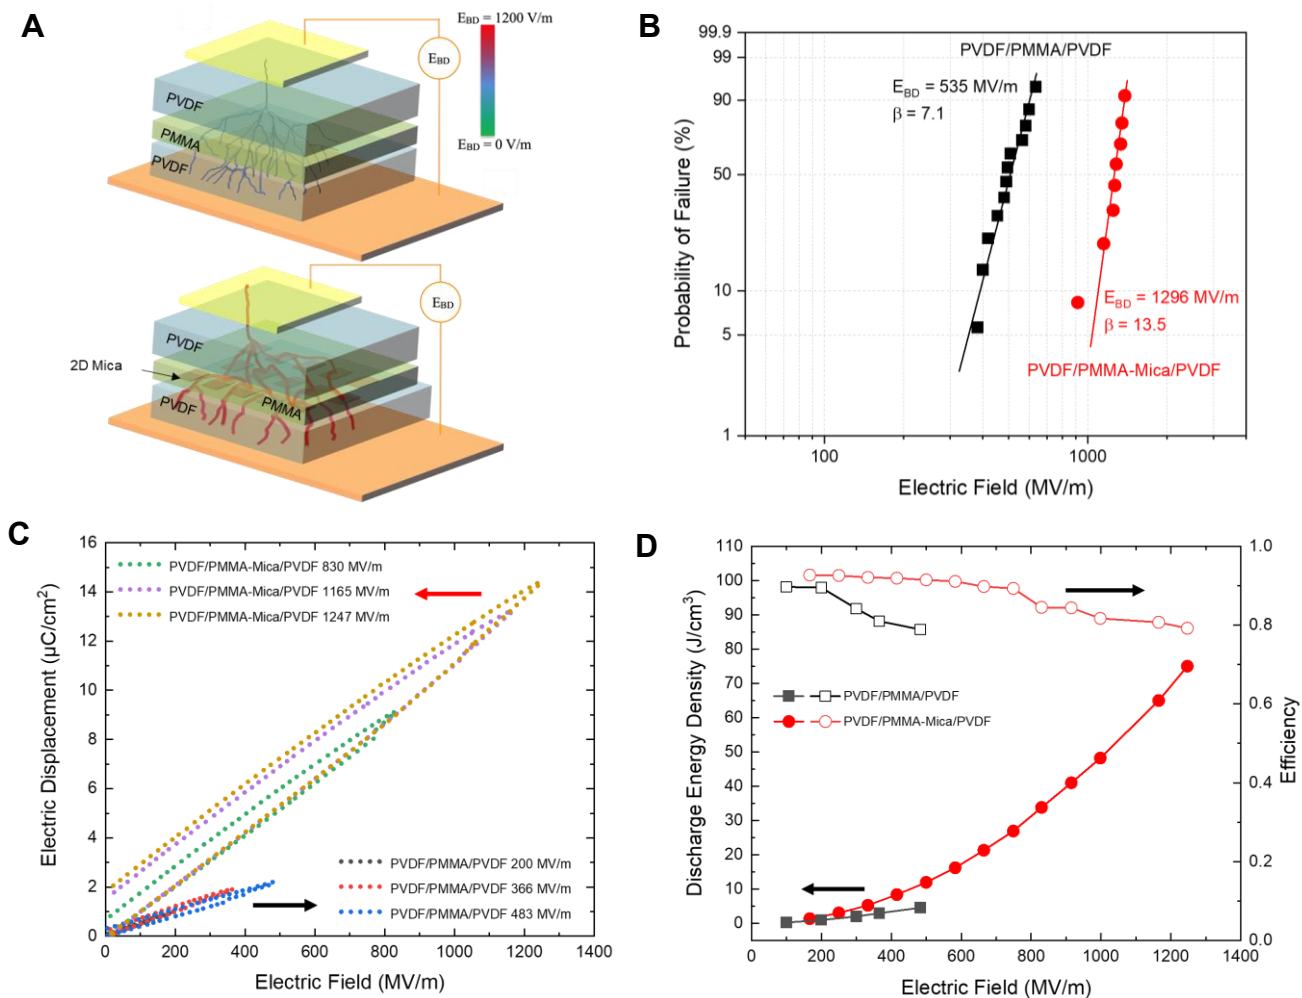 A
E_BD = 1200 V/m
E_BD
PVDF
PMMA
PVDF
E_BD = 0 V/m
E_BD
PVDF
2D Mica
PMMA
PVDF
B
99.9
99
90
50
10
5
1
Probability of Failure (%)
PVDF/PMMA/PVDF
E_BD = 535 MV/m
β = 7.1
E_BD = 1296 MV/m
β = 13.5
PVDF/PMMA-Mica/PVDF
100
1000
Electric Field (MV/m)
C
16
14
12
10
8
6
4
2
0
Electric Displacement (μC/cm²)
PVDF/PMMA-Mica/PVDF 830 MV/m
PVDF/PMMA-Mica/PVDF 1165 MV/m
PVDF/PMMA-Mica/PVDF 1247 MV/m
PVDF/PMMA/PVDF 200 MV/m
PVDF/PMMA/PVDF 366 MV/m
PVDF/PMMA/PVDF 483 MV/m
0 200 400 600 800 1000 1200 1400
Electric Field (MV/m)
D
110
100
90
80
70
60
50
40
30
20
10
0
Discharge Energy Density (J/cm³)
PVDF/PMMA/PVDF
PVDF/PMMA-Mica/PVDF
1.0
0.8
0.6
0.4
0.2
0.0
Efficiency
0 200 400 600 800 1000 1200 1400
Electric Field (MV/m)